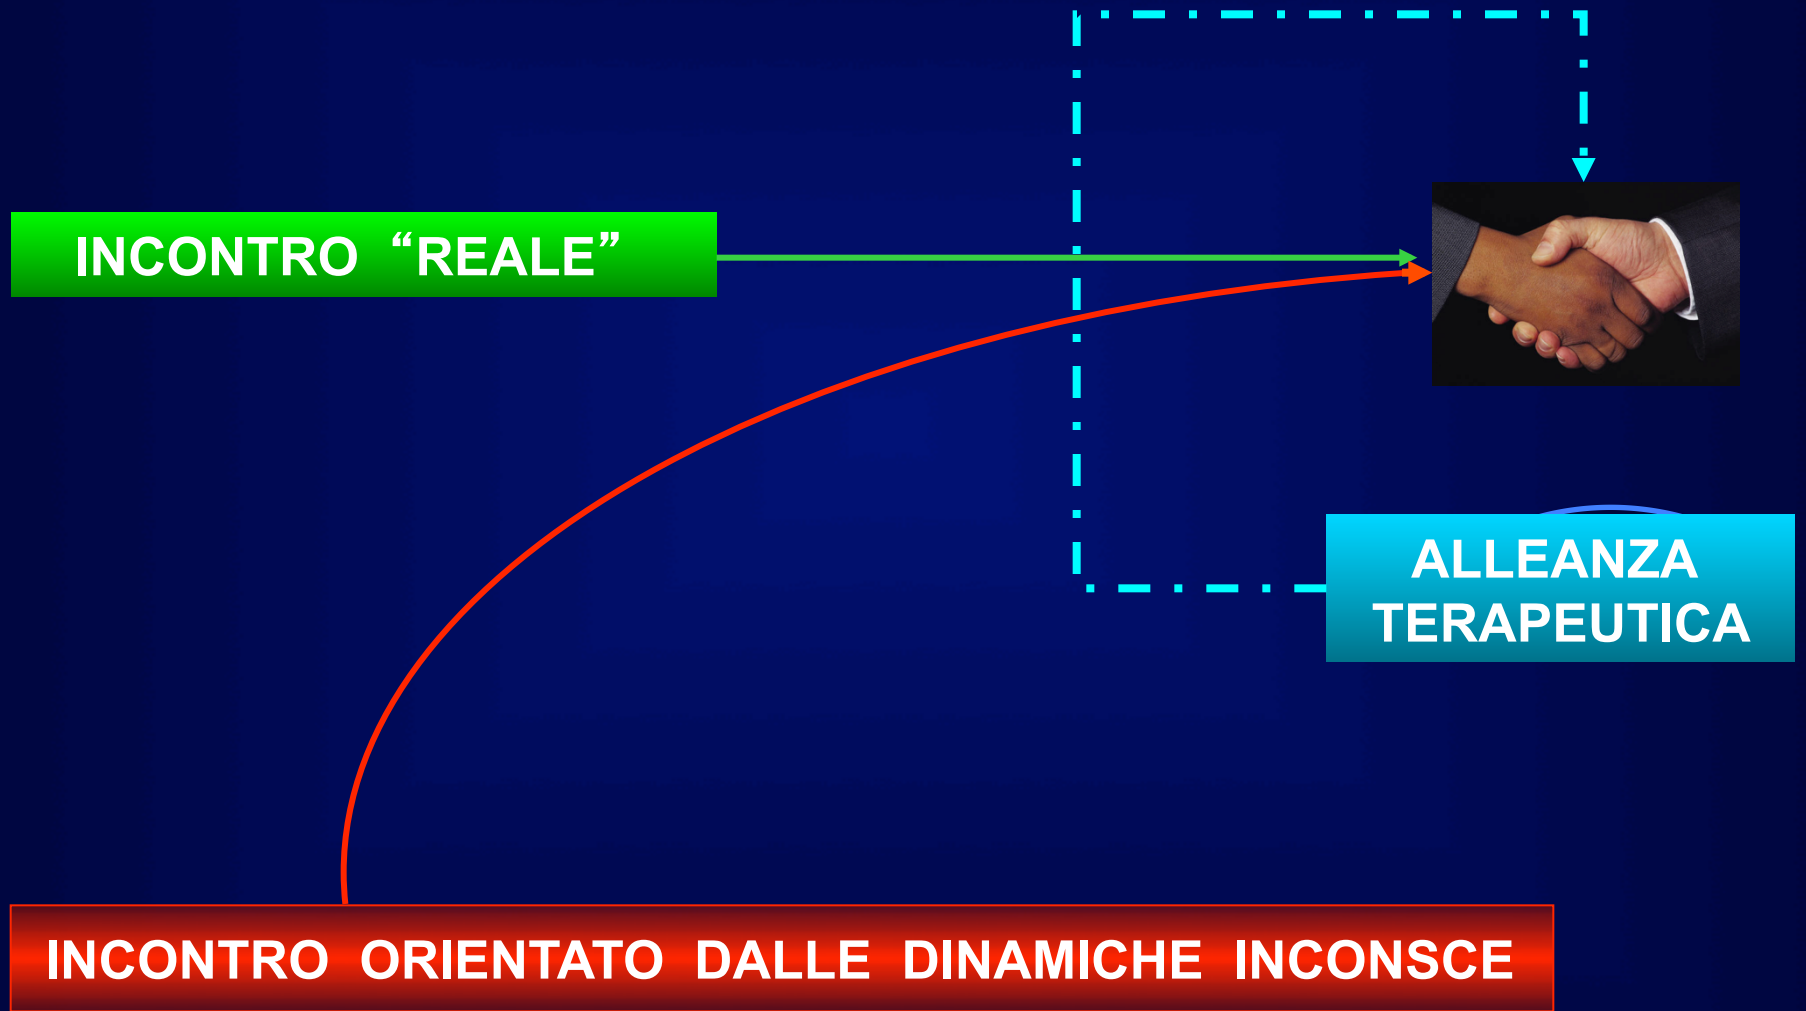 INCONTRO “REALE”
ALLEANZA
TERAPEUTICA
INCONTRO ORIENTATO DALLE DINAMICHE INCONSCE